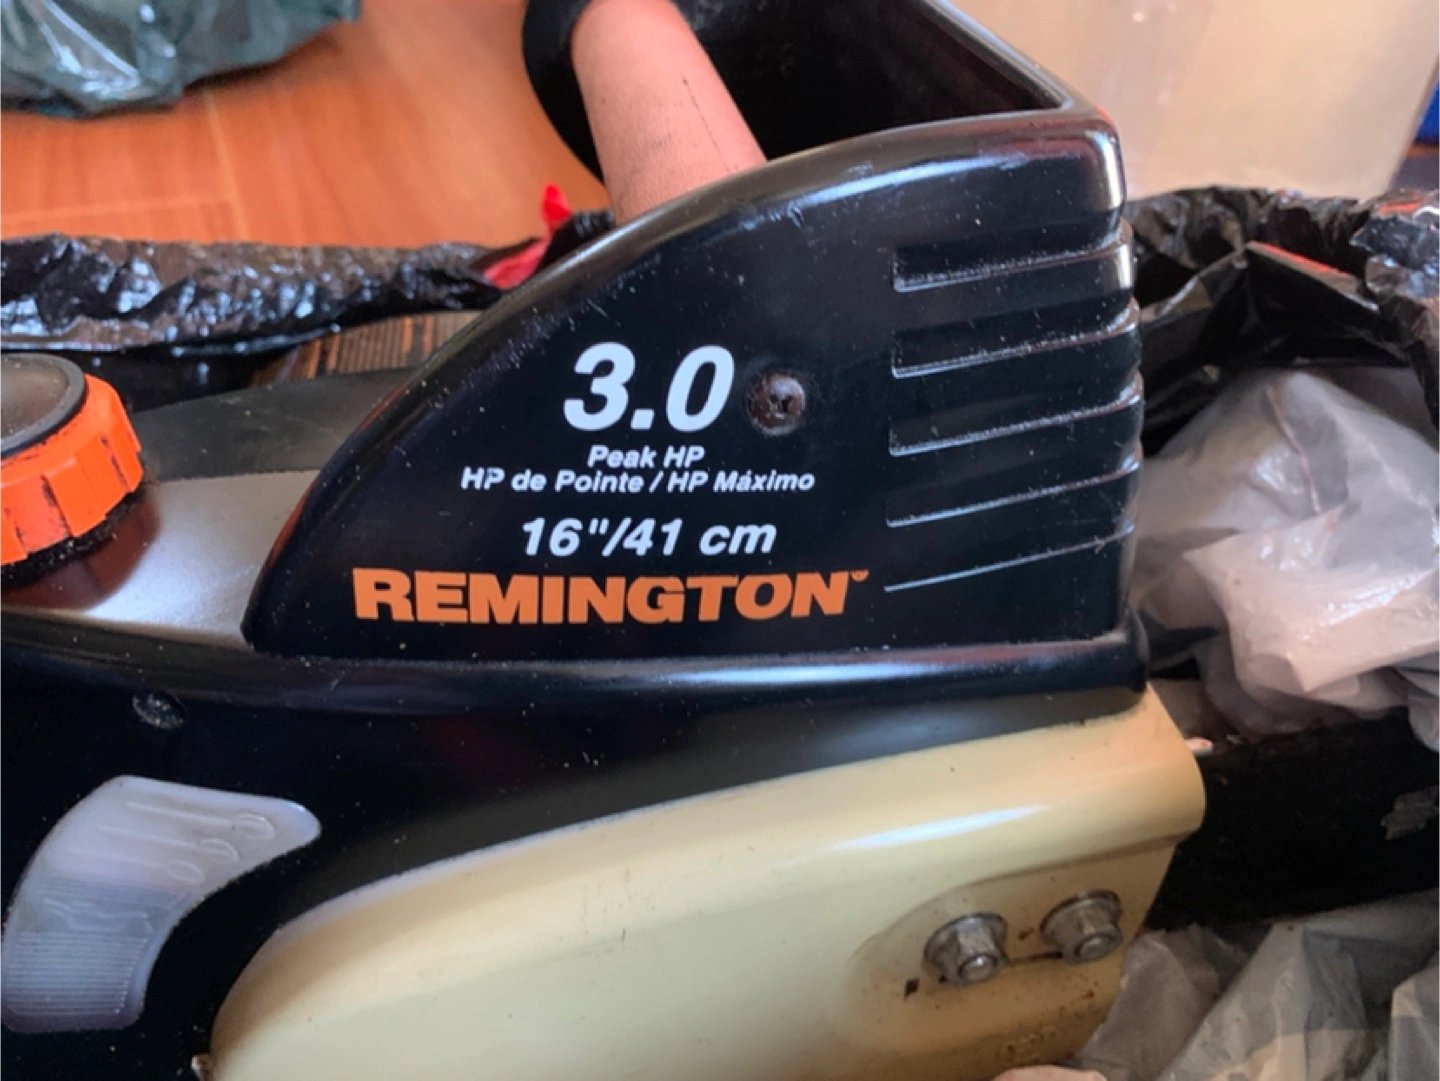 3.0
Peak HP
HP de Pointe / HP Máximo
16"/41 cm
REMINGTON